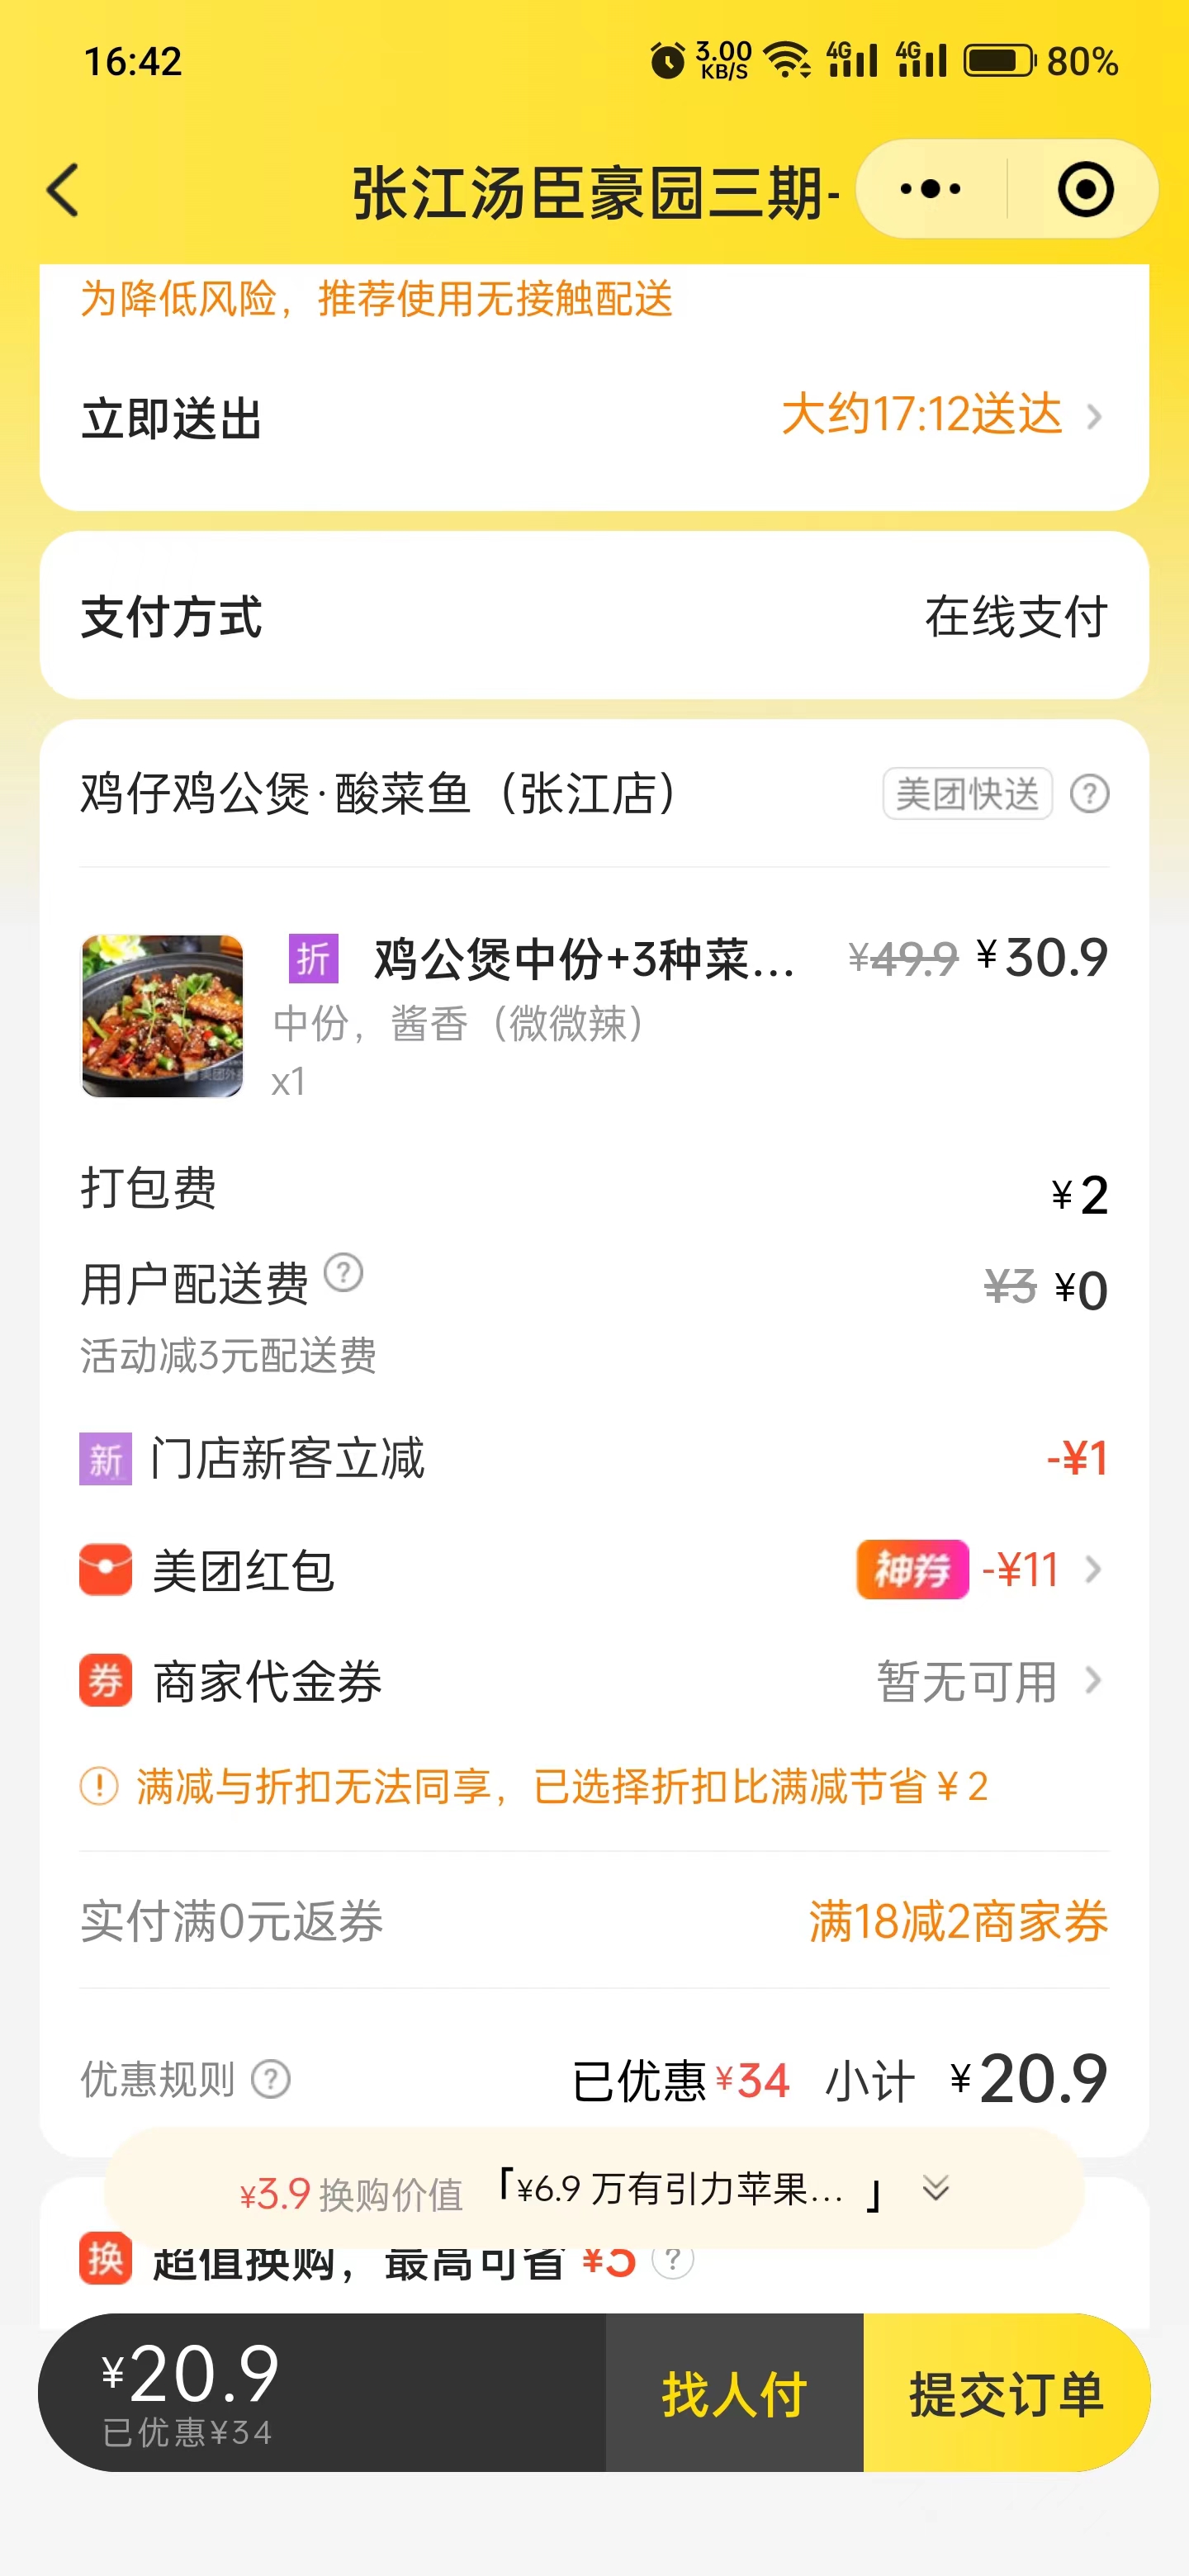 16:42 3.00 KB/S 4G 4G 80%
张江汤臣豪园三期-
为降低风险，推荐使用无接触配送
立即送出 大约17:12送达
支付方式 在线支付
鸡仔鸡公煲·酸菜鱼（张江店） 美团快送 ?
折 鸡公煲中份+3种菜... ¥49.9 ¥30.9
中份，酱香（微微辣）
x1
打包费 ¥2
用户配送费 ? ¥3 ¥0
活动减3元配送费
新 门店新客立减 -¥1
美团红包 神券 -¥11
券 商家代金券 暂无可用
满减与折扣无法同享，已选择折扣比满减节省¥2
实付满0元返券 满18减2商家券
优惠规则 ? 已优惠¥34 小计 ¥20.9
¥3.9换购价值「¥6.9 万有引力苹果... 」
换 超值换购，最高可省 ¥5 ?
¥20.9 找人付 提交订单
已优惠¥34